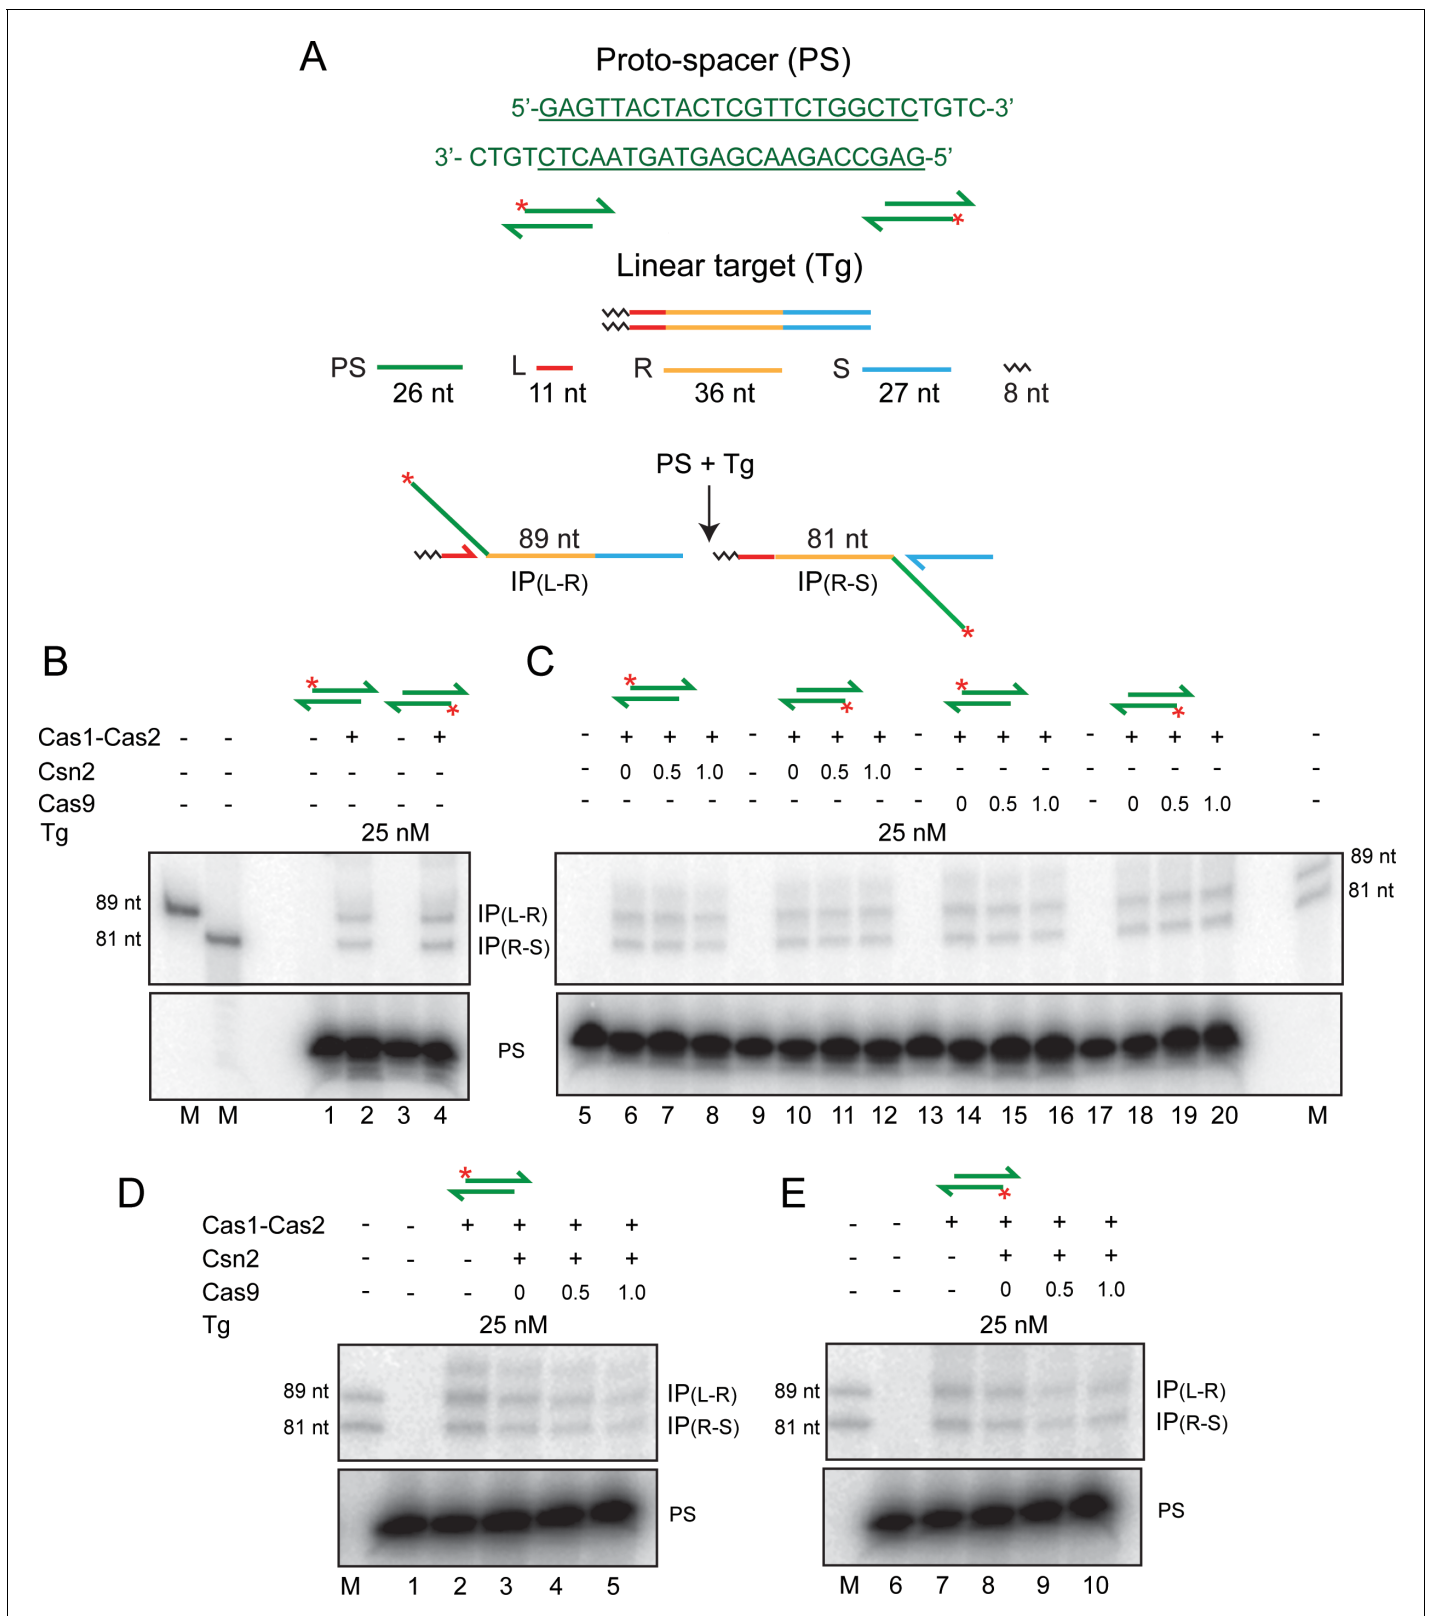 A
Proto-spacer (PS)
5’-GAGTTACTACTCGTTCTGGCTCTGTC-3’
3’- CTGTCTCAATGATGAGCAAGACCGAG-5’
* *
Linear target (Tg)
PS L R S
26 nt 11 nt 36 nt 27 nt 8 nt
PS + Tg
*
89 nt 81 nt
IP(L-R) IP(R-S)
*
B
* *
Cas1-Cas2 - - - + - +
Csn2 - - - - - -
Cas9 - - - - - -
Tg 25 nM
89 nt IP(L-R)
81 nt IP(R-S)
PS
M M 1 2 3 4
C
* * * *
- + + + - + + + - + + + - + + + -
- 0 0.5 1.0 - 0 0.5 1.0 - - - - - - - - -
- - - - - - - - - 0 0.5 1.0 - 0 0.5 1.0 -
25 nM
89 nt
81 nt
5 6 7 8 9 10 11 12 13 14 15 16 17 18 19 20 M
D
*
Cas1-Cas2 - - + + + +
Csn2 - - - + + +
Cas9 - - - 0 0.5 1.0
Tg 25 nM
89 nt IP(L-R)
81 nt IP(R-S)
PS
M 1 2 3 4 5
E
*
- - + + + +
- - - + + +
- - - 0 0.5 1.0
25 nM
89 nt IP(L-R)
81 nt IP(R-S)
PS
M 6 7 8 9 10